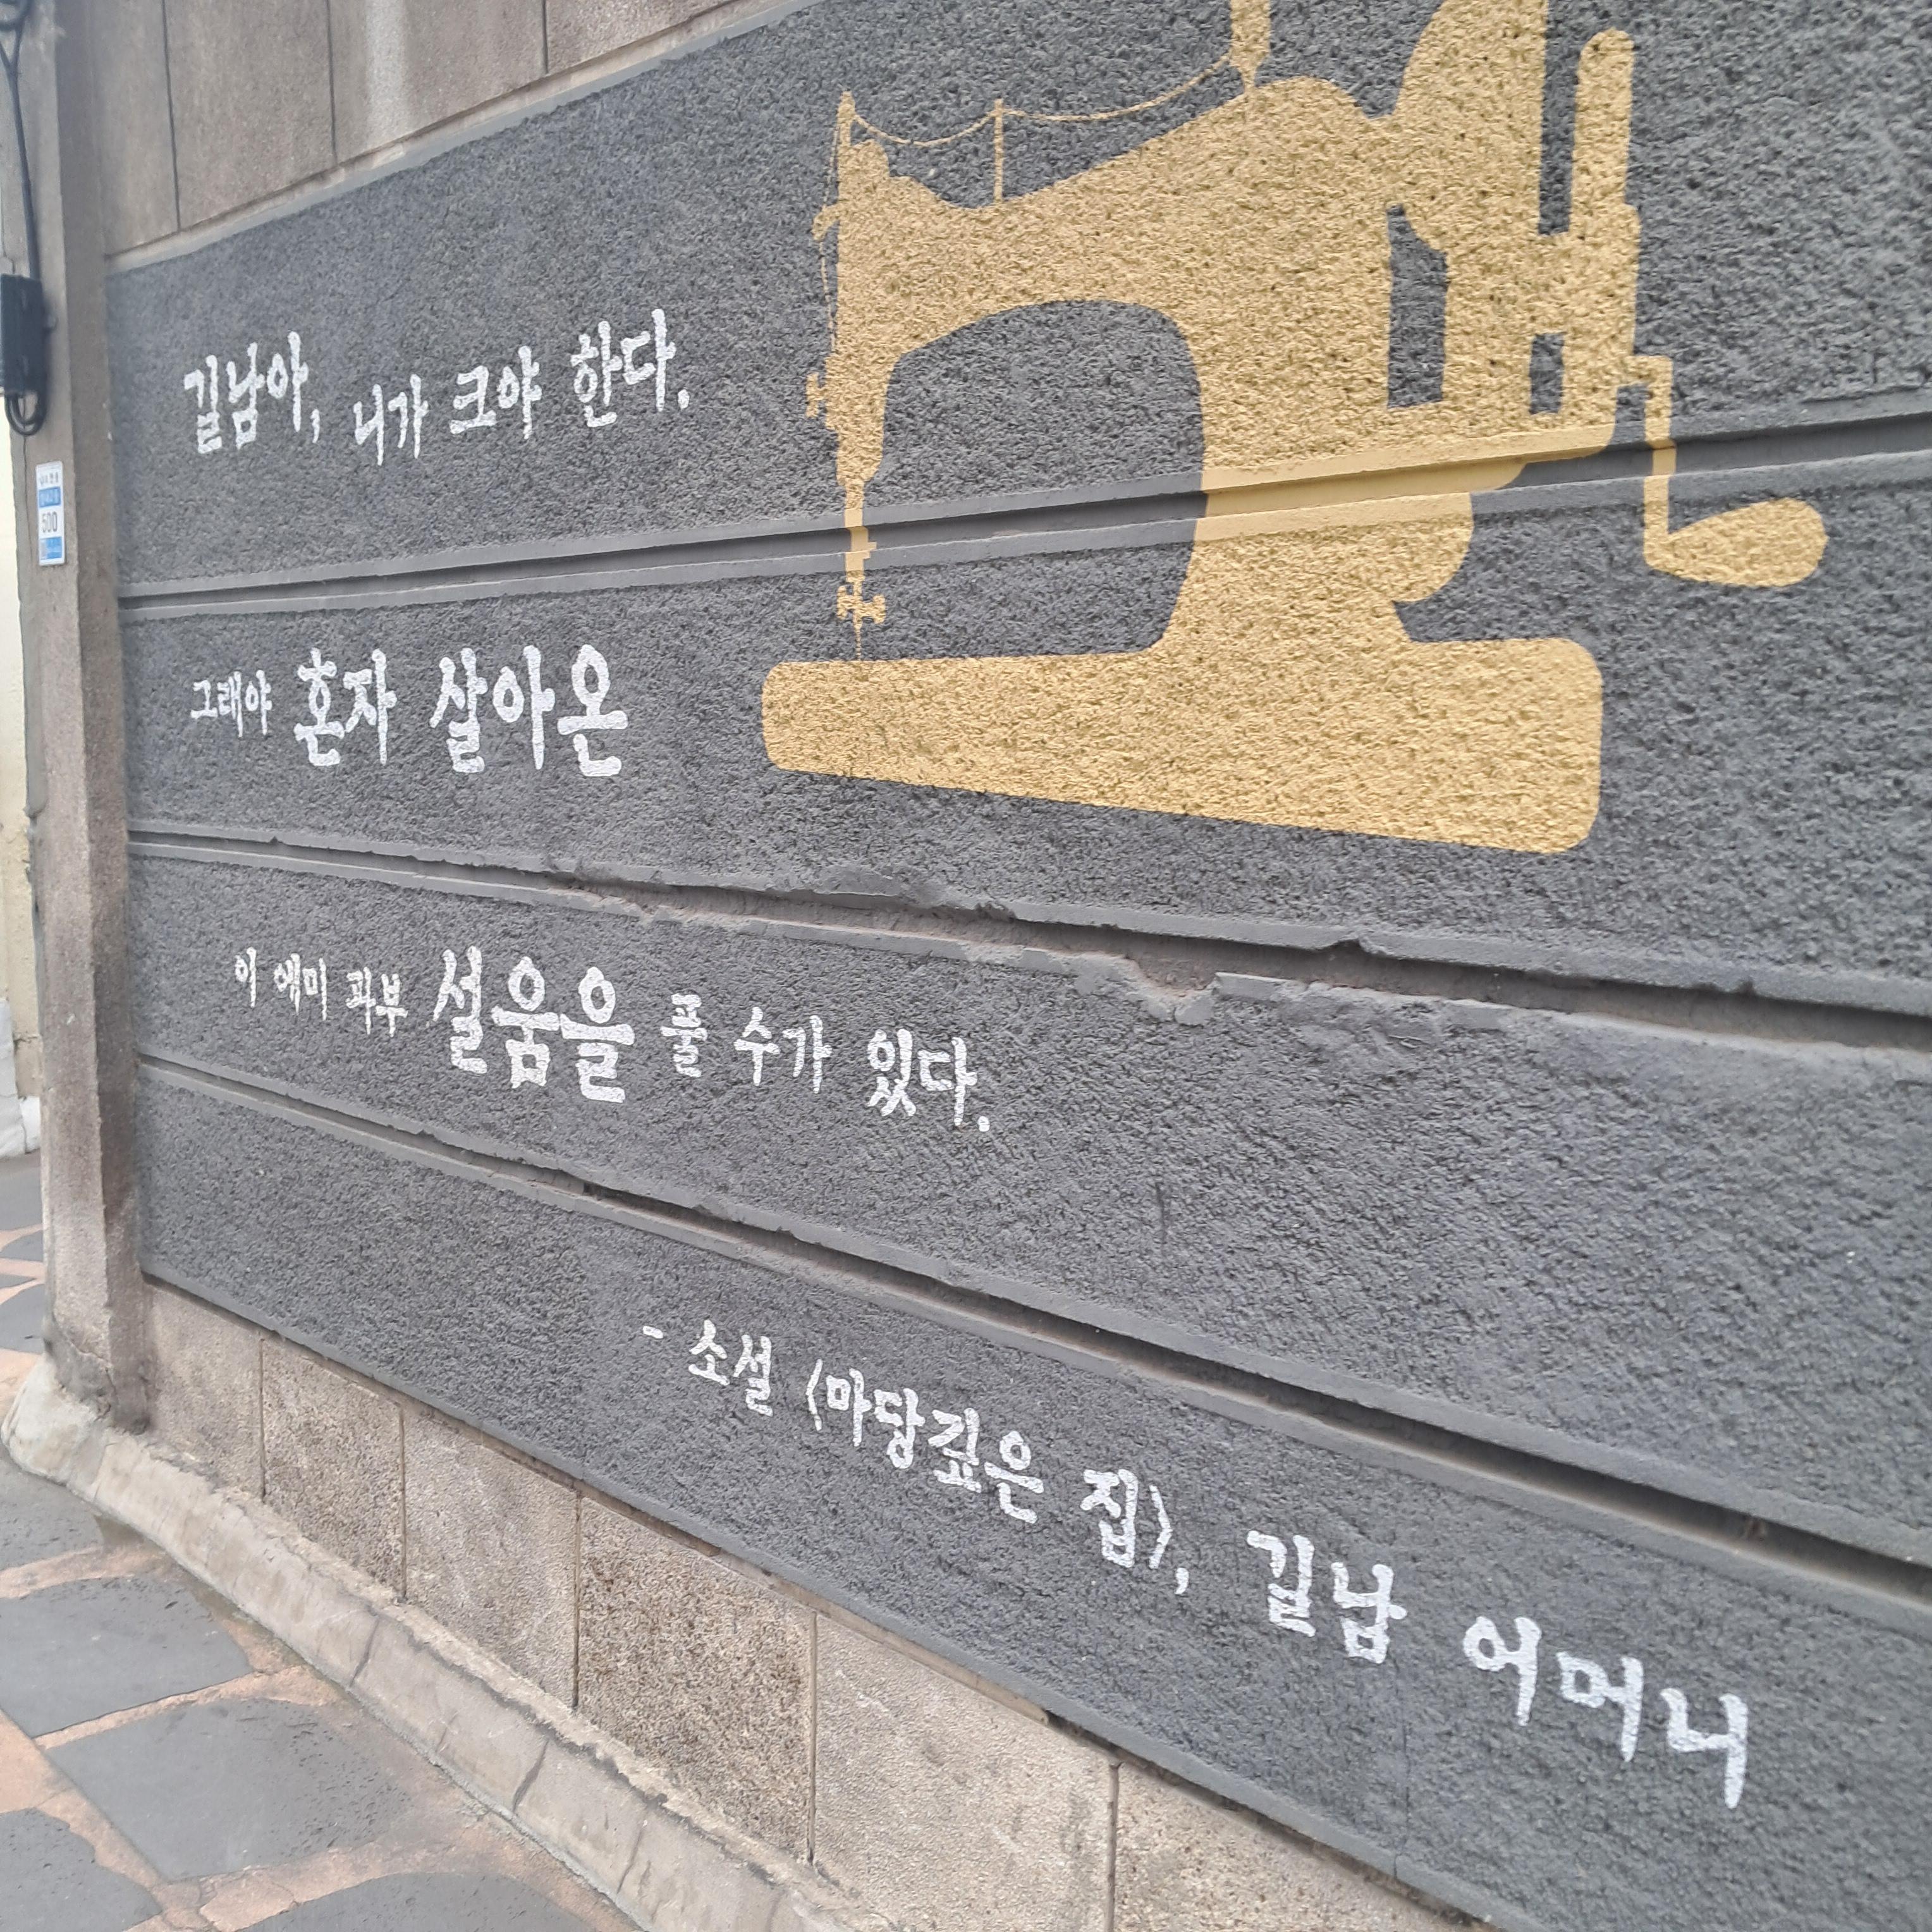 길남아, 니가 크야 한다.
그래야 혼자 살아온
이 에미 과부 설움을 풀 수가 있다.
- 소설 〈마당깊은 집〉, 길남 어머니
500